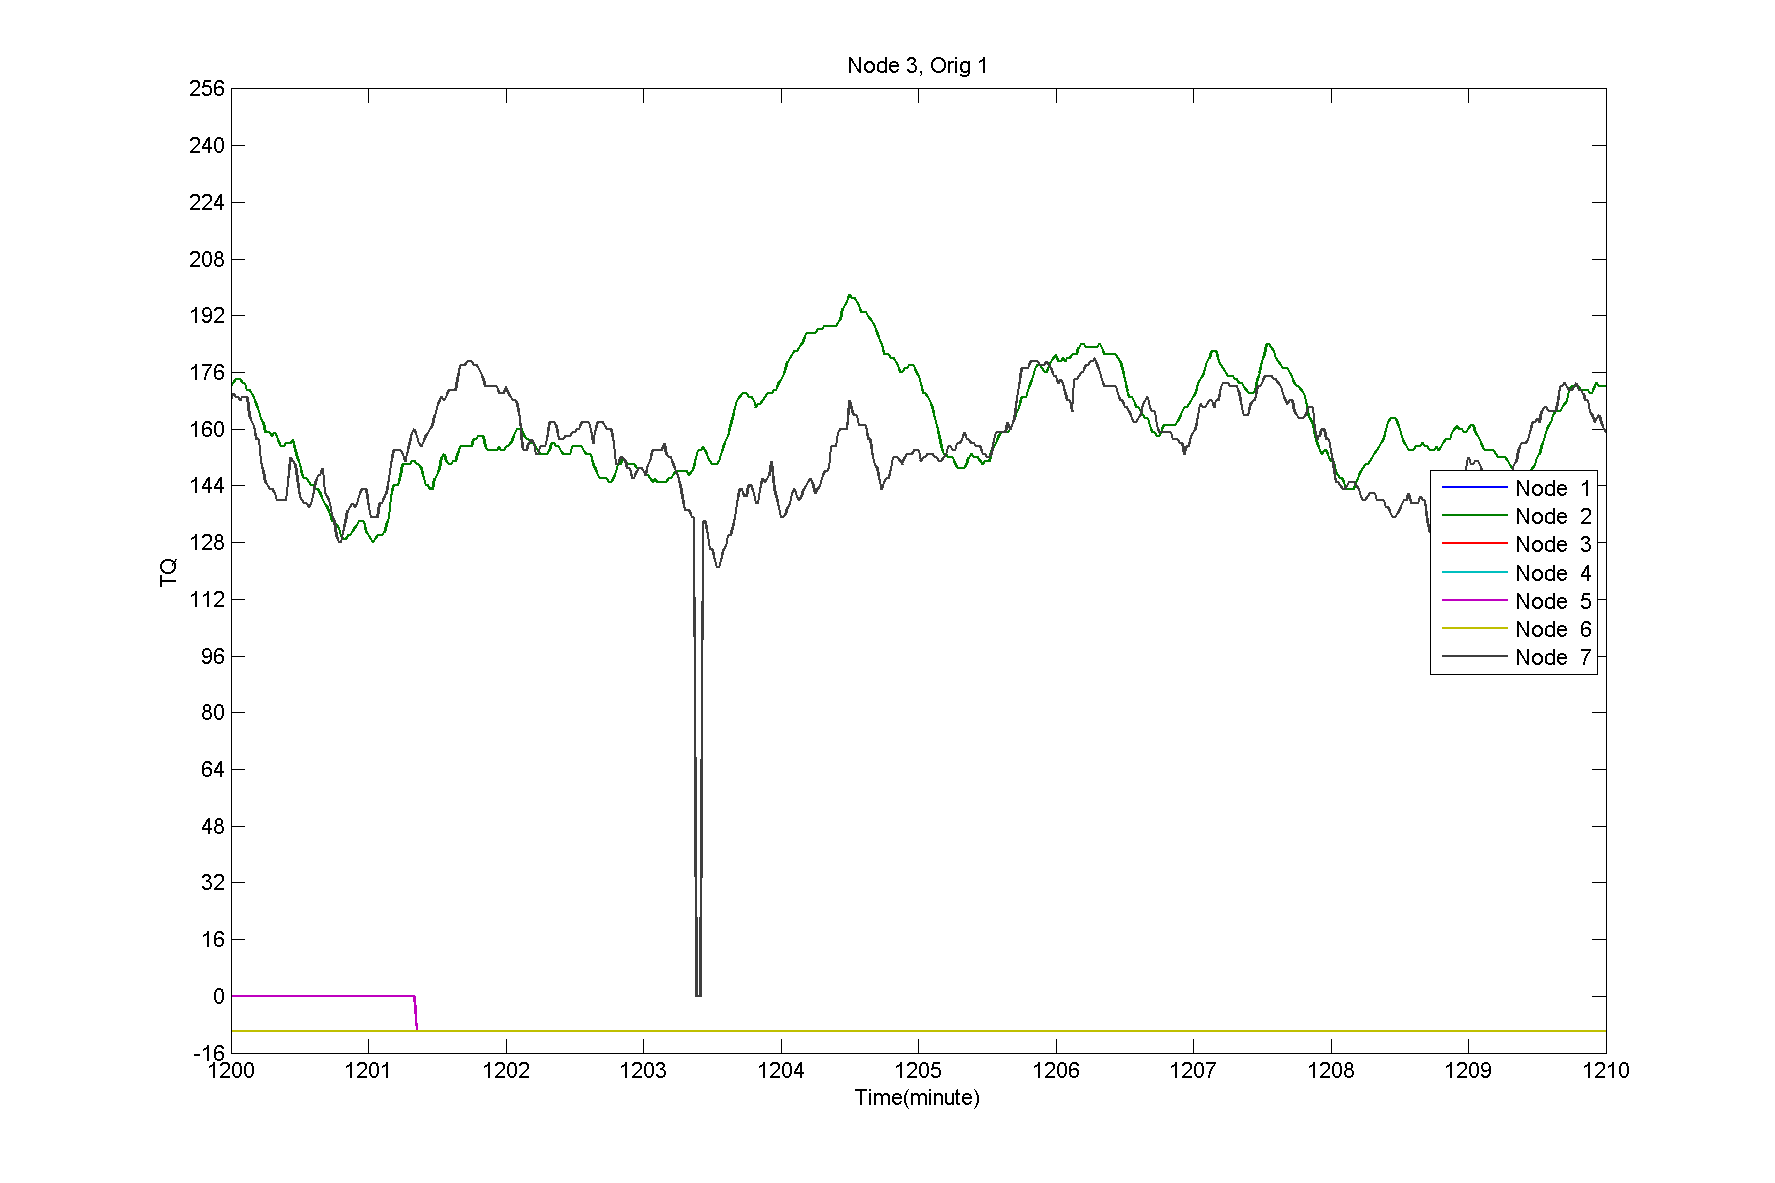 Node 3, Orig 1
256
240
224
208
192
176
160
144
128
112
96
80
64
48
32
16
0
-16
TQ
Node 1
Node 2
Node 3
Node 4
Node 5
Node 6
Node 7
1200 1201 1202 1203 1204 1205 1206 1207 1208 1209 1210
Time(minute)